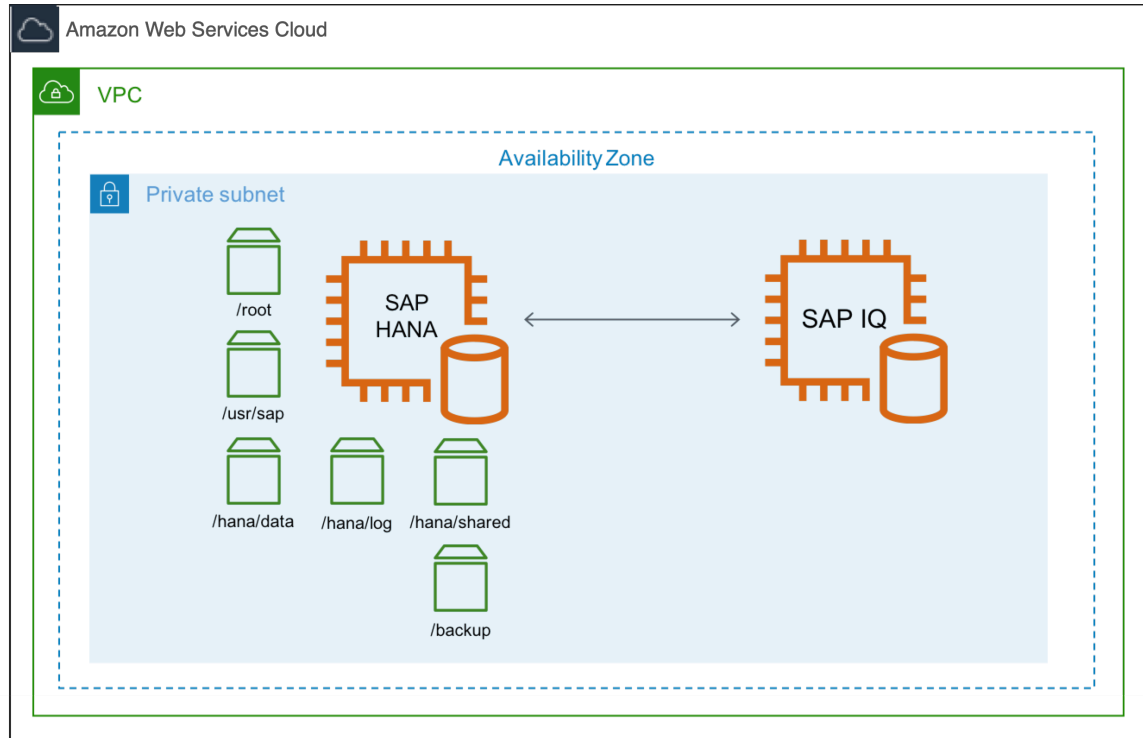 Amazon Web Services Cloud
VPC
Availability Zone
Private subnet
/root
SAP
HANA
SAP IQ
/usr/sap
/hana/data
/hana/log
/hana/shared
/backup